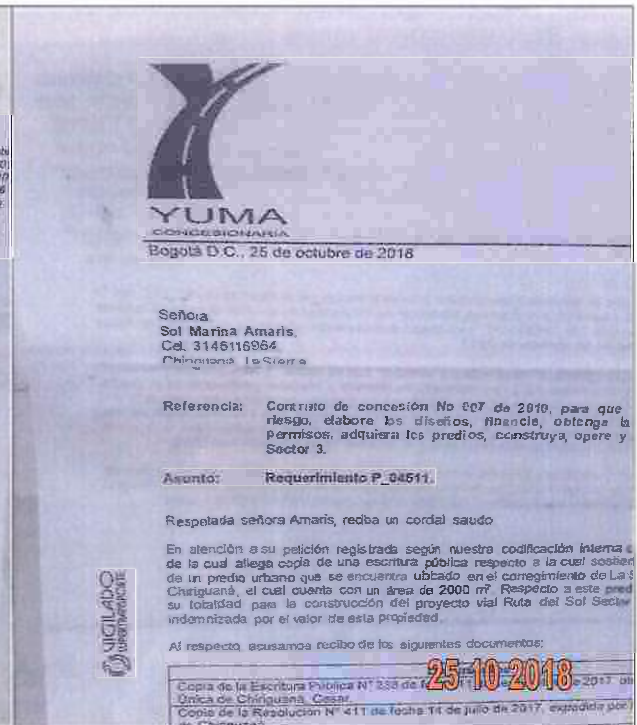 YUMA
CONCESIONARIA
Bogotá D.C., 25 de octubre de 2018
Señora
Sol Marina Amaris,
Cel. 3146116964
Chiriguaná, La Sierra
Referencia: Contrato de concesión No 007 de 2010, para que
riesgo, elabore los diseños, financie, obtenga la
permisos, adquiera los predios, construya, opere y
Sector 3.
Asunto: Requerimiento P_04511.
Respetada señora Amaris, reciba un cordial saudo
En atención a su petición registrada según nuestra codificación interna
de la cual allega copia de una escritura pública respecto a la cual
de un predio urbano que se encuentra ubicado en el corregimiento de La
Chiriguaná, el cual cuenta con un área de 2000 m². Respecto a este
su totalidad para la construcción del proyecto vial Ruta del Sol
indemnizada por el valor de esta propiedad.
Al respecto, acusamos recibo de los siguientes documentos:
25-10-2018
Copia de la Escritura Pública N° 238 de 2017
Única de Chiriguaná, Cesar.
Copia de la Resolución N° 411 de fecha 14 de julio de 2017, expedida por
VIGILADO